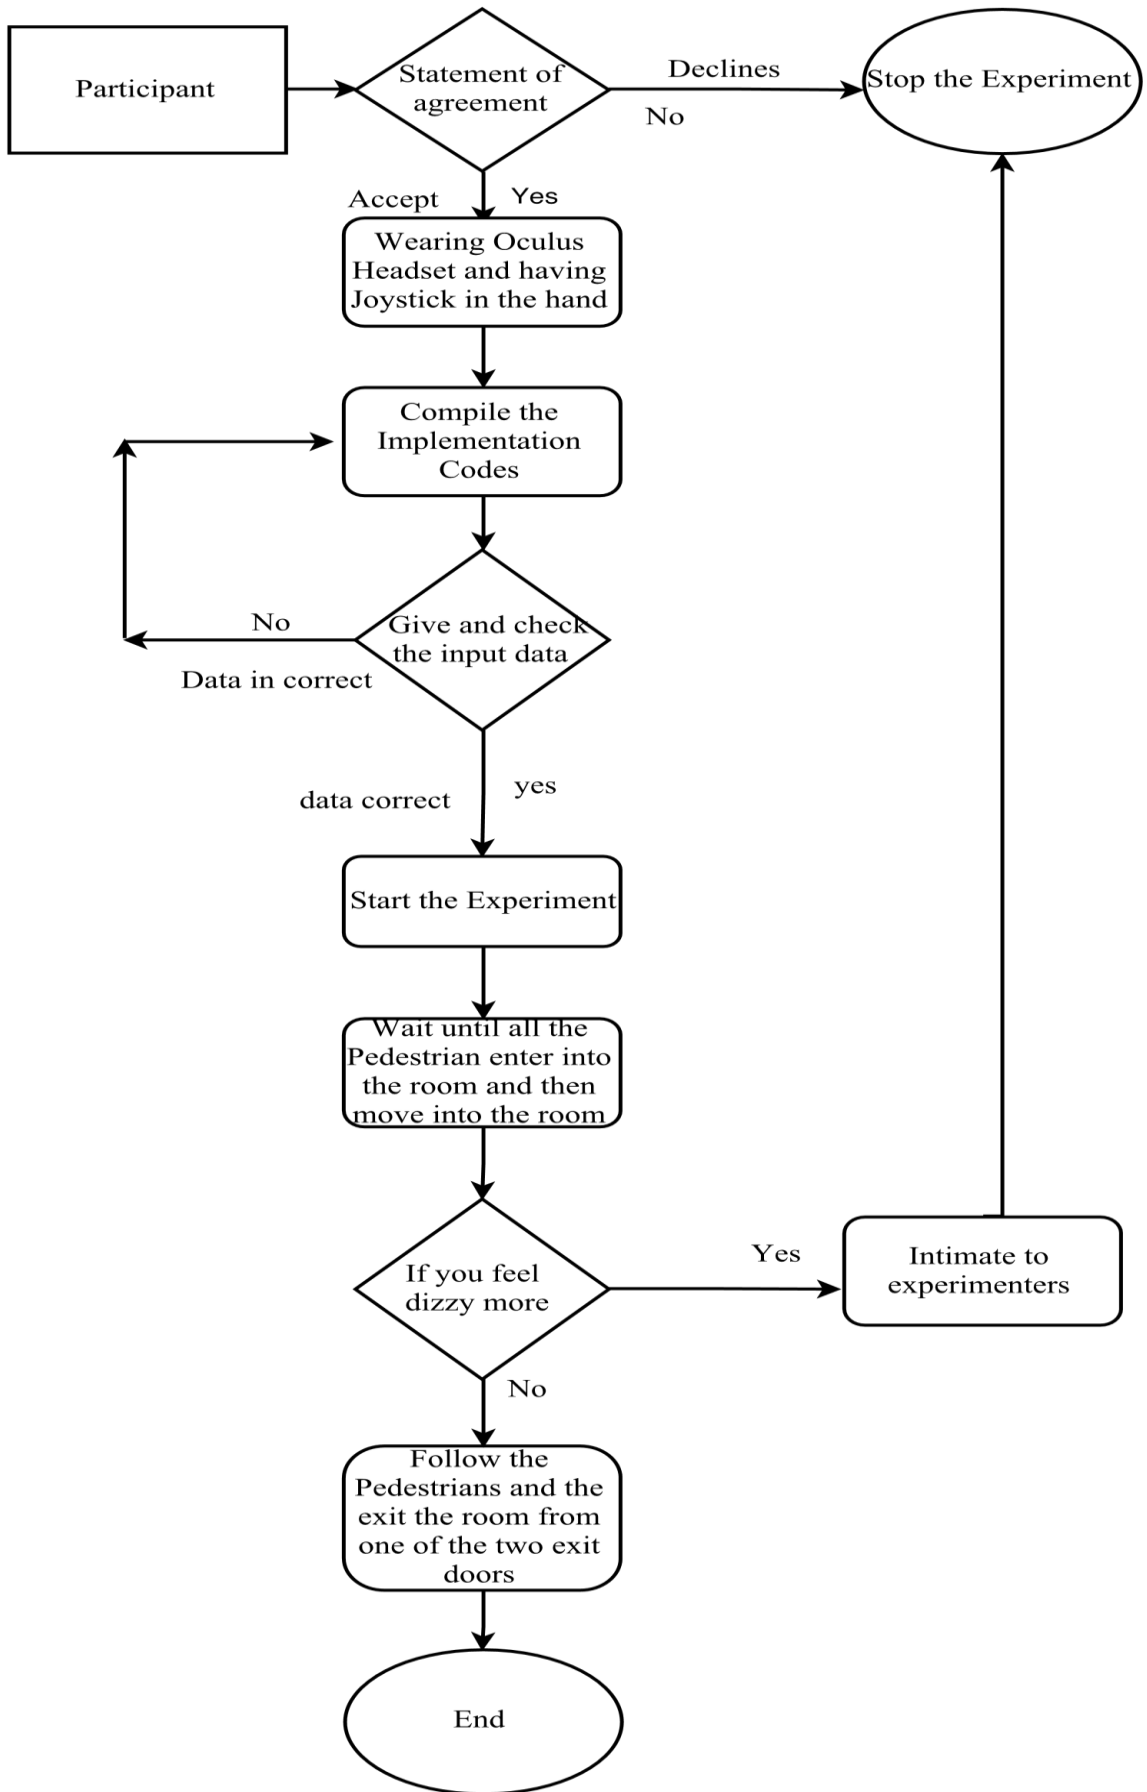 Participant
Statement of
agreement
Declines
No
Stop the Experiment
Accept
Yes
Wearing Oculus
Headset and having
Joystick in the hand
Compile the
Implementation
Codes
Give and check
the input data
No
Data in correct
data correct
yes
Start the Experiment
Wait until all the
Pedestrian enter into
the room and then
move into the room
If you feel
dizzy more
Yes
Intimate to
experimenters
No
Follow the
Pedestrians and the
exit the room from
one of the two exit
doors
End